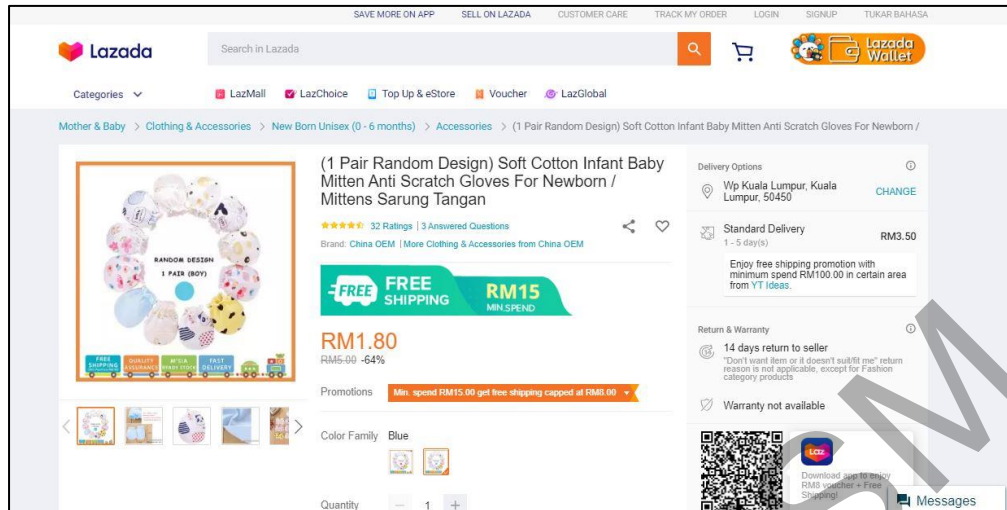 SAVE MORE ON APP SELL ON LAZADA CUSTOMER CARE TRACK MY ORDER LOGIN SIGNUP TUKAR BAHASA
Lazada
Search in Lazada
Lazada Wallet
Categories LazMall LazChoice Top Up & eStore Voucher LazGlobal
Mother & Baby > Clothing & Accessories > New Born Unisex (0 - 6 months) > Accessories > (1 Pair Random Design) Soft Cotton Infant Baby Mitten Anti Scratch Gloves For Newborn /
RANDOM DESIGN
1 PAIR (BOY)
FREE SHIPPING QUALITY ASSURANCE M'SIA READY STOCK FAST DELIVERY
(1 Pair Random Design) Soft Cotton Infant Baby
Mitten Anti Scratch Gloves For Newborn /
Mittens Sarung Tangan
32 Ratings | 3 Answered Questions
Brand: China OEM | More Clothing & Accessories from China OEM
FREE FREE SHIPPING RM15 MIN.SPEND
RM1.80
RM5.00 -64%
Promotions Min. spend RM15.00 get free shipping capped at RM8.00
Color Family Blue
Quantity 1
Delivery Options
Wp Kuala Lumpur, Kuala
Lumpur, 50450
CHANGE
Standard Delivery RM3.50
1 - 5 day(s)
Enjoy free shipping promotion with
minimum spend RM100.00 in certain area
from YT Ideas.
Return & Warranty
14 days return to seller
"Don't want item or it doesn't suit/fit me" return
reason is not applicable, except for Fashion
category products
Warranty not available
Laz
Download app to enjoy
RM8 voucher + Free
Shipping!
Messages